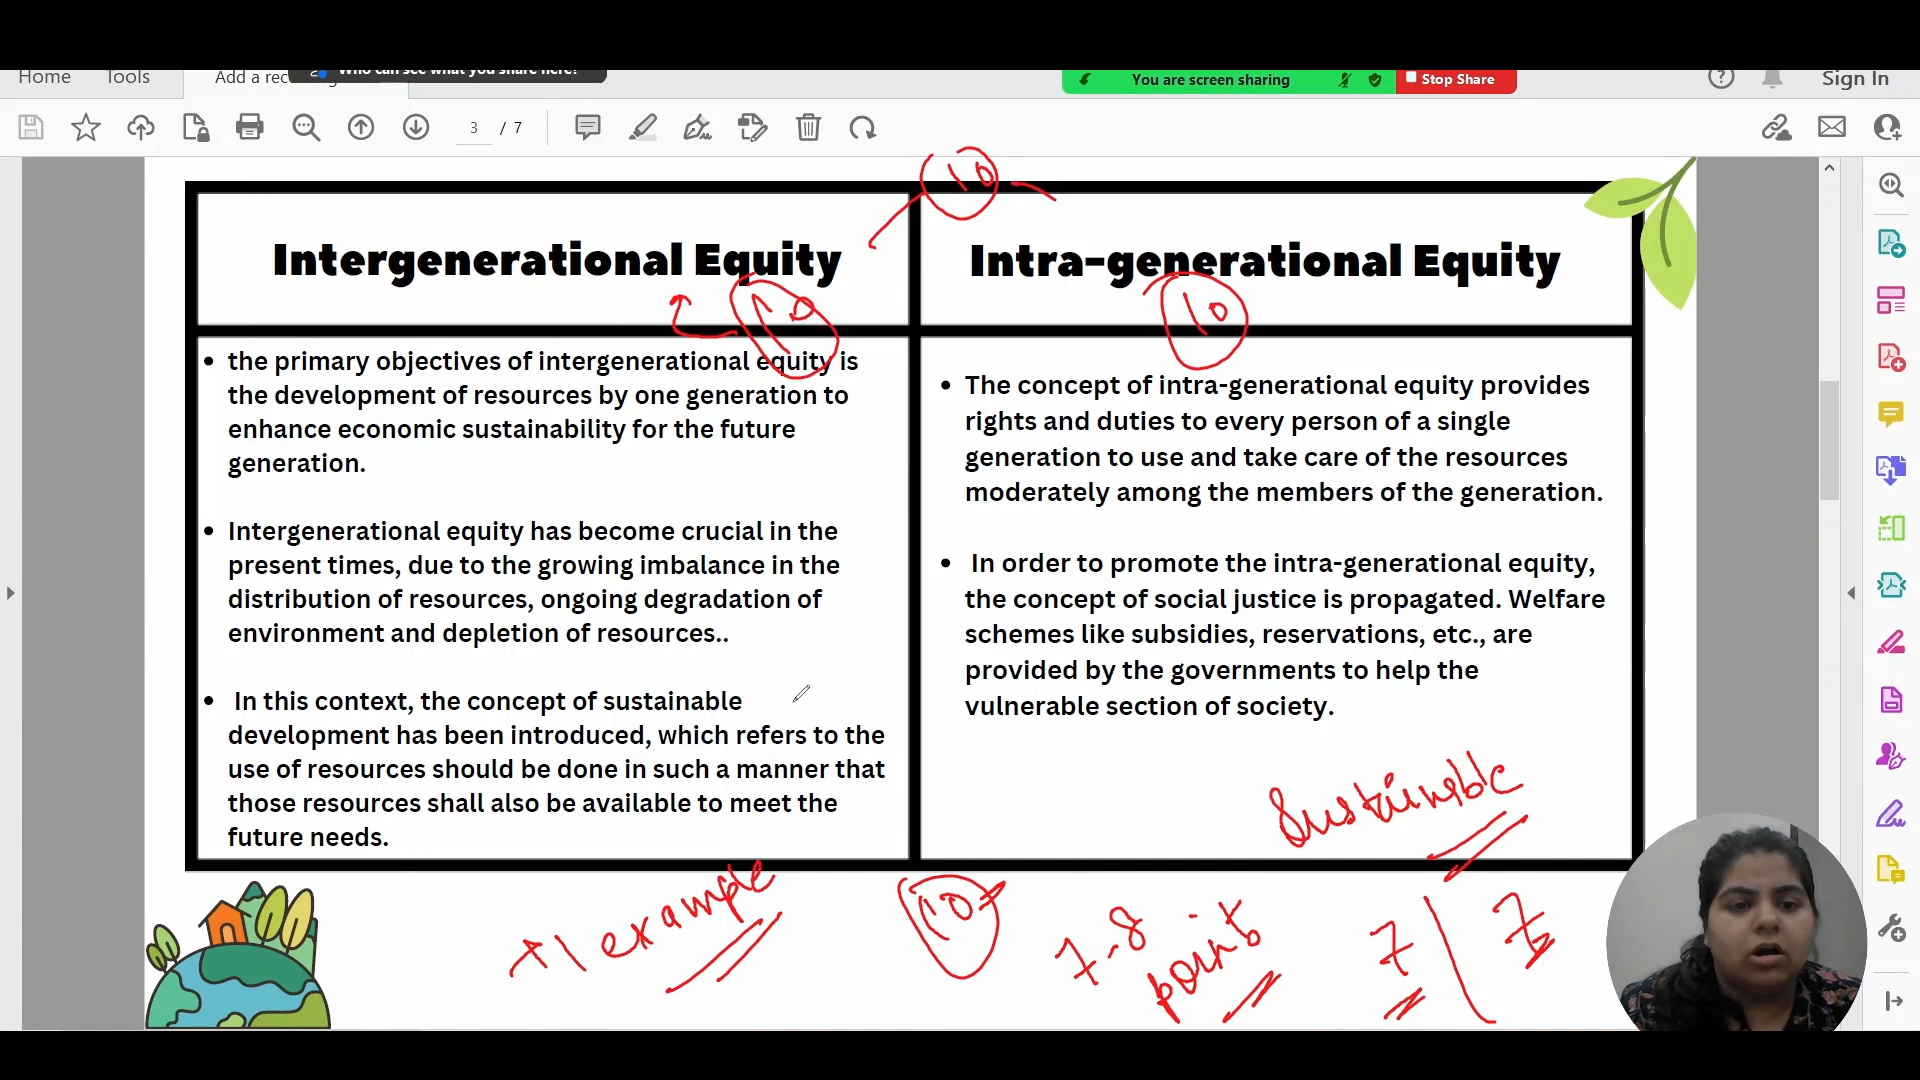 Home Tools Add a rec
Who can see what you share here?
You are screen sharing Stop Share
Sign In
3 / 7
10
Intergenerational Equity
Intra-generational Equity
10
10
• the primary objectives of intergenerational equity is
the development of resources by one generation to
enhance economic sustainability for the future
generation.
• Intergenerational equity has become crucial in the
present times, due to the growing imbalance in the
distribution of resources, ongoing degradation of
environment and depletion of resources..
• In this context, the concept of sustainable
development has been introduced, which refers to the
use of resources should be done in such a manner that
those resources shall also be available to meet the
future needs.
• The concept of intra-generational equity provides
rights and duties to every person of a single
generation to use and take care of the resources
moderately among the members of the generation.
• In order to promote the intra-generational equity,
the concept of social justice is propagated. Welfare
schemes like subsidies, reservations, etc., are
provided by the governments to help the
vulnerable section of society.
Sustainable
+1 example
10
7-8
point
7 7